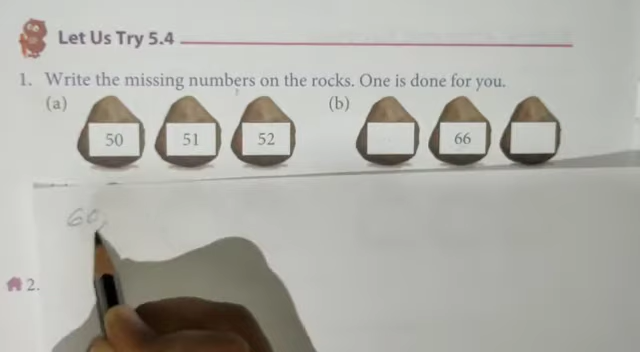 Let Us Try 5.4
1. Write the missing numbers on the rocks. One is done for you.
(a) 50 51 52 (b) 66
60,
2.